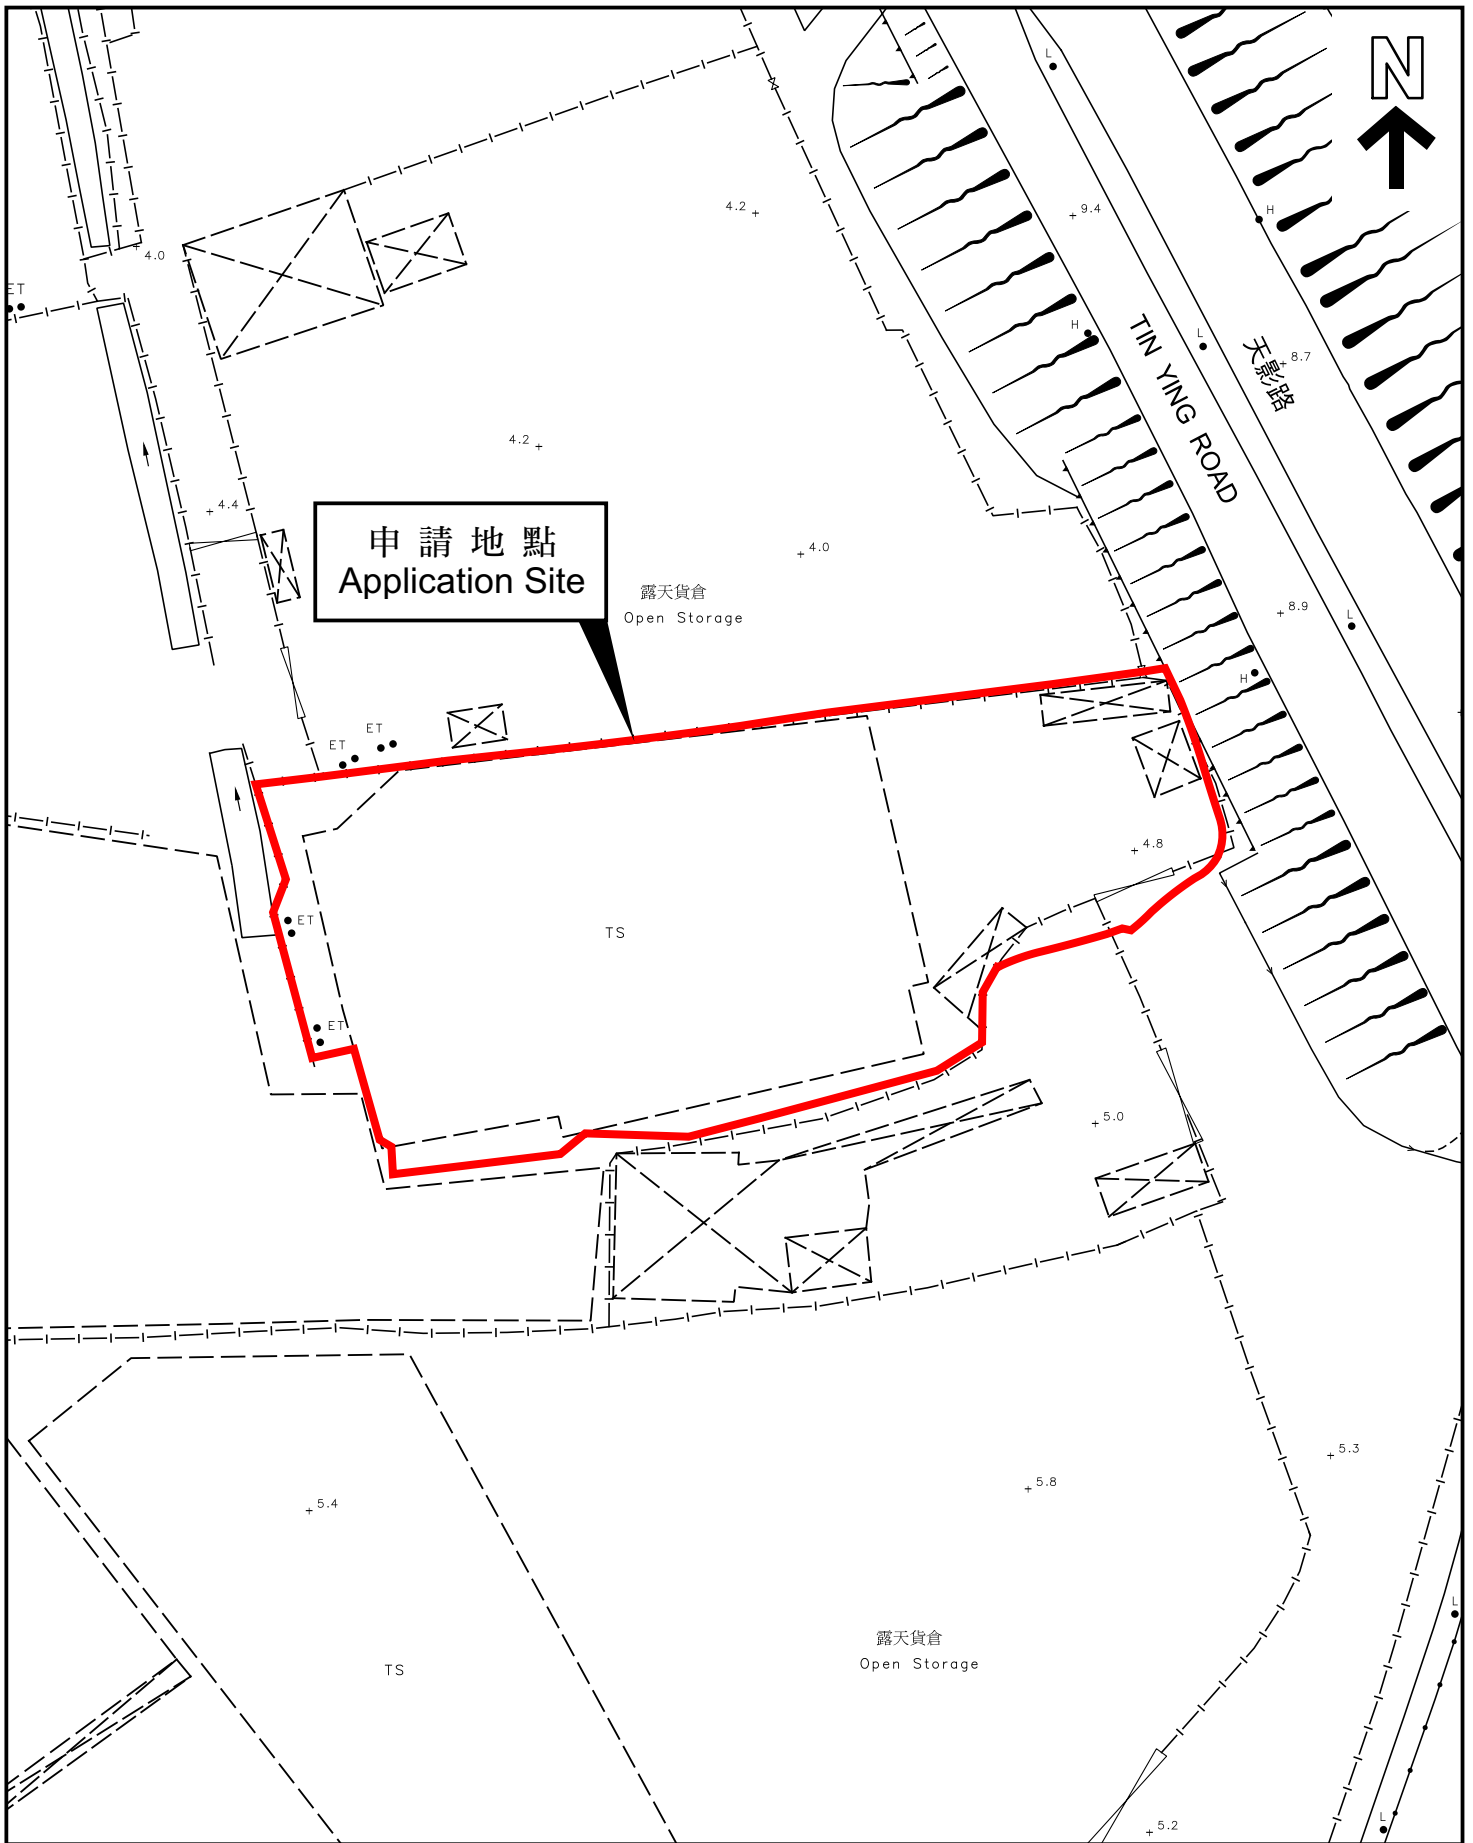 N
L
4.2
9.4
H
4.0
ET
H
L
TIN YING ROAD
天影路
8.7
4.2
4.4
申請地點
Application Site
4.0
露天貨倉
Open Storage
8.9
L
H
ET
ET
4.8
ET
TS
ET
5.0
5.3
5.8
5.4
L
露天貨倉
Open Storage
TS
L
5.2